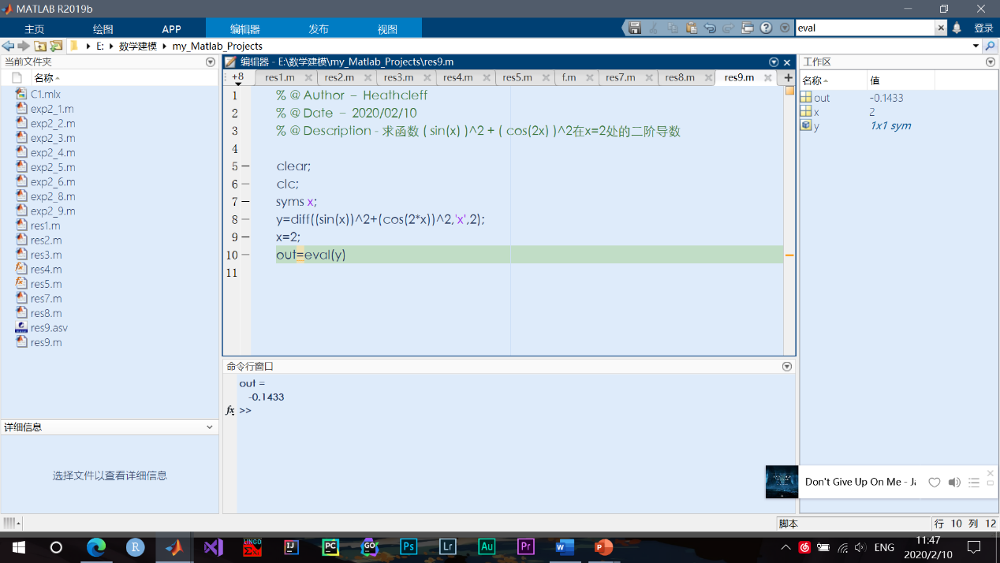 MATLAB R2019b
主页 绘图 APP 编辑器 发布 视图 eval 登录
E: 数学建模 my_Matlab_Projects
当前文件夹
名称
C1.mlx
exp2_1.m
exp2_2.m
exp2_3.m
exp2_4.m
exp2_5.m
exp2_6.m
exp2_8.m
exp2_9.m
res1.m
res2.m
res3.m
res4.m
res5.m
res7.m
res8.m
res9.asv
res9.m
详细信息
选择文件以查看详细信息
编辑器 - E:\数学建模\my_Matlab_Projects\res9.m
+8 res1.m res2.m res3.m res4.m res5.m f.m res7.m res8.m res9.m
1 % @ Author – Heathcleff
2 % @ Date – 2020/02/10
3 % @ Description - 求函数 ( sin(x) )^2 + ( cos(2x) )^2在x=2处的二阶导数
4
5 clear;
6 clc;
7 syms x;
8 y=diff((sin(x))^2+(cos(2*x))^2,'x',2);
9 x=2;
10 out=eval(y)
11
命令行窗口
out =
-0.1433
fx >>
工作区
名称 值
out -0.1433
x 2
y 1x1 sym
Don't Give Up On Me - Ja
脚本 行 10 列 12
R LINGO IJ PC GO Ps Lr Au Pr W P
ENG
11:47
2020/2/10